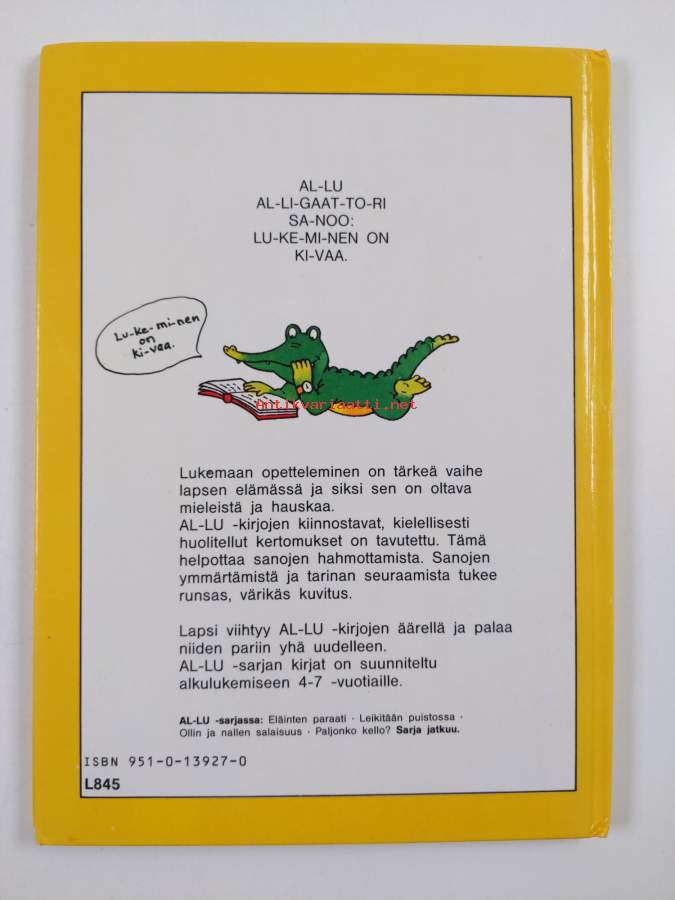 AL-LU
AL-LI-GAAT-TO-RI
SA-NOO:
LU-KE-MI-NEN ON
KI-VAA.
Lu-ke-mi-nen
on
ki-vaa.
Antikvariaatti.net
Lukemaan opetteleminen on tärkeä vaihe
lapsen elämässä ja siksi sen on oltava
mieleistä ja hauskaa.
AL-LU -kirjojen kiinnostavat, kielellisesti
huolitellut kertomukset on tavutettu. Tämä
helpottaa sanojen hahmottamista. Sanojen
ymmärtämistä ja tarinan seuraamista tukee
runsas, värikäs kuvitus.
Lapsi viihtyy AL-LU -kirjojen äärellä ja palaa
niiden pariin yhä uudelleen.
AL-LU -sarjan kirjat on suunniteltu
alkulukemiseen 4-7 -vuotiaille.
AL-LU -sarjassa: Eläinten paraati · Leikitään puistossa ·
Ollin ja nallen salaisuus · Paljonko kello? Sarja jatkuu.
ISBN 951-0-13927-0
L845